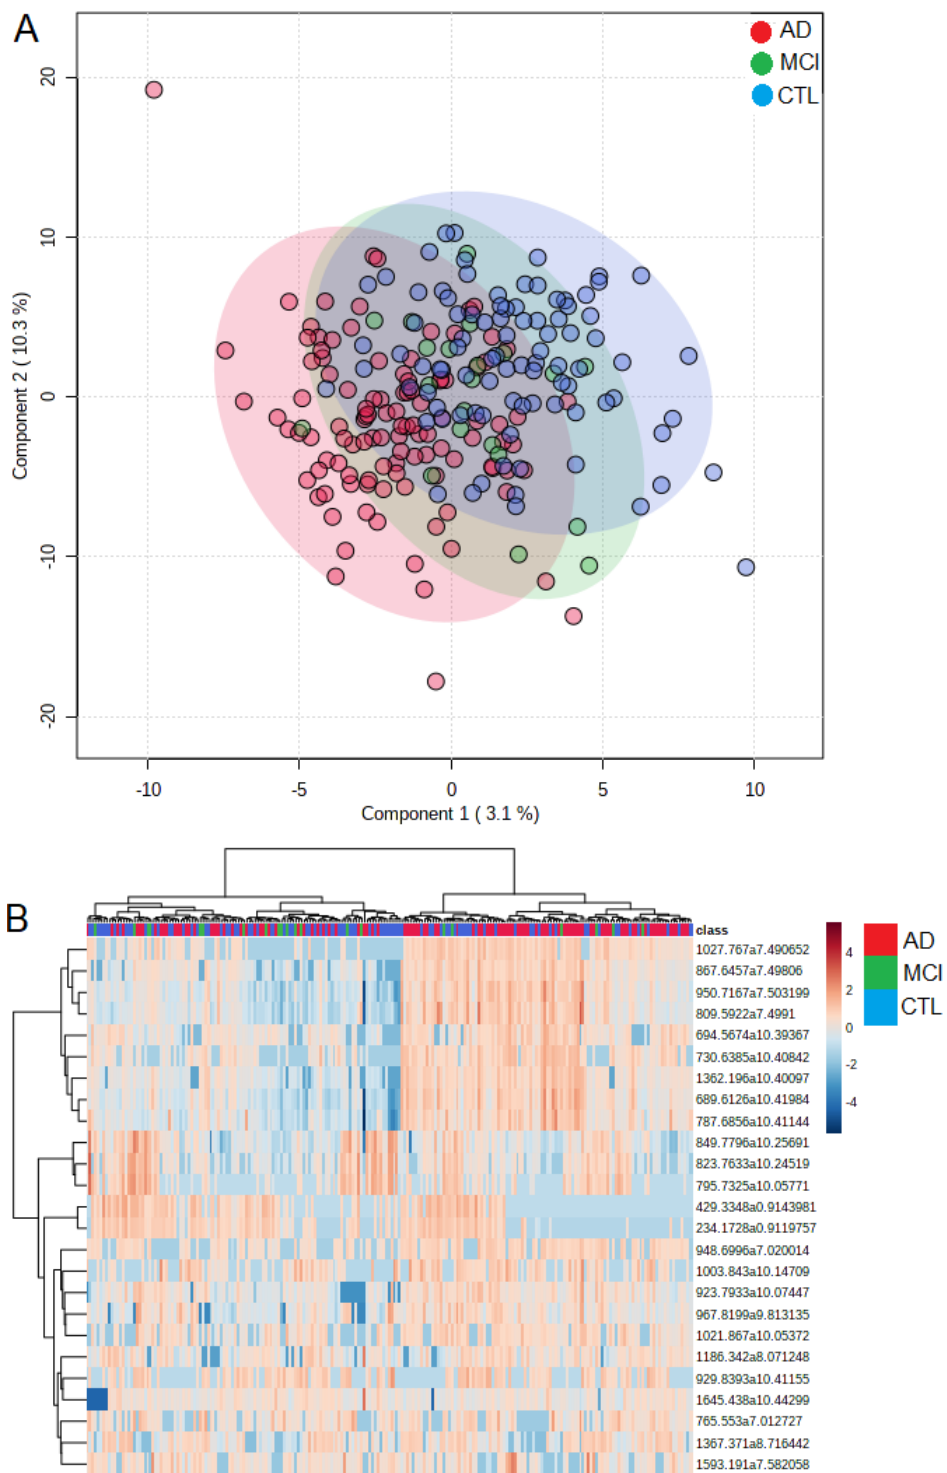 A
AD
MCI
CTL
20
10
0
-10
-20
Component 2 ( 10.3 %)
-10
-5
0
5
10
Component 1 ( 3.1 %)
B
class
1027.767a7.490652
867.6457a7.49806
950.7167a7.503199
809.5922a7.4991
694.5674a10.39367
730.6385a10.40842
1362.196a10.40097
689.6126a10.41984
787.6856a10.41144
849.7796a10.25691
823.7633a10.24519
795.7325a10.05771
429.3348a0.9143981
234.1728a0.9119757
948.6996a7.020014
1003.843a10.14709
923.7933a10.07447
967.8199a9.813135
1021.867a10.05372
1186.342a8.071248
929.8393a10.41155
1645.438a10.44299
765.553a7.012727
1367.371a8.716442
1593.191a7.582058
4
2
0
-2
-4
AD
MCI
CTL